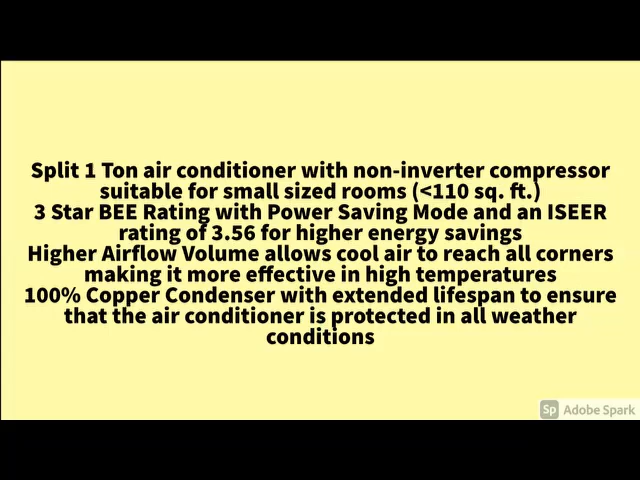 Split 1 Ton air conditioner with non-inverter compressor
suitable for small sized rooms (<110 sq. ft.)
3 Star BEE Rating with Power Saving Mode and an ISEER
rating of 3.56 for higher energy savings
Higher Airflow Volume allows cool air to reach all corners
making it more effective in high temperatures
100% Copper Condenser with extended lifespan to ensure
that the air conditioner is protected in all weather
conditions
Sp Adobe Spark